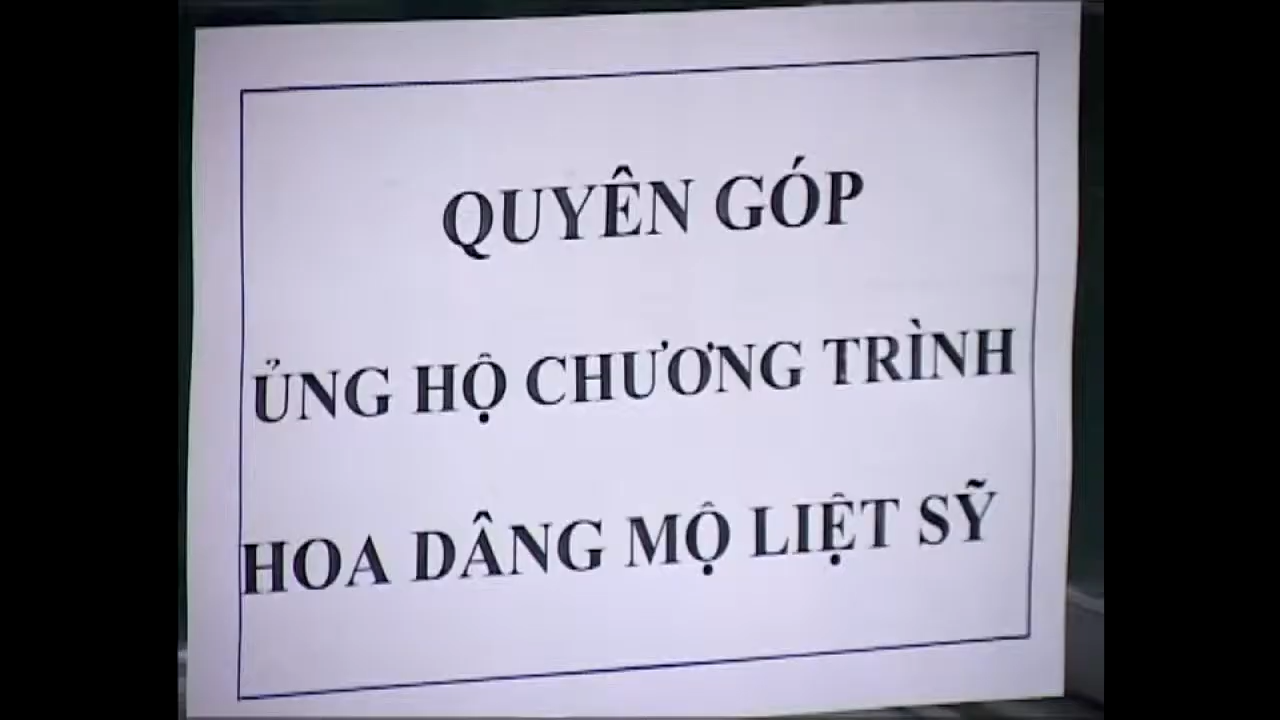 QUYÊN GÓP
ỦNG HỘ CHƯƠNG TRÌNH
HOA DÂNG MỘ LIỆT SỸ